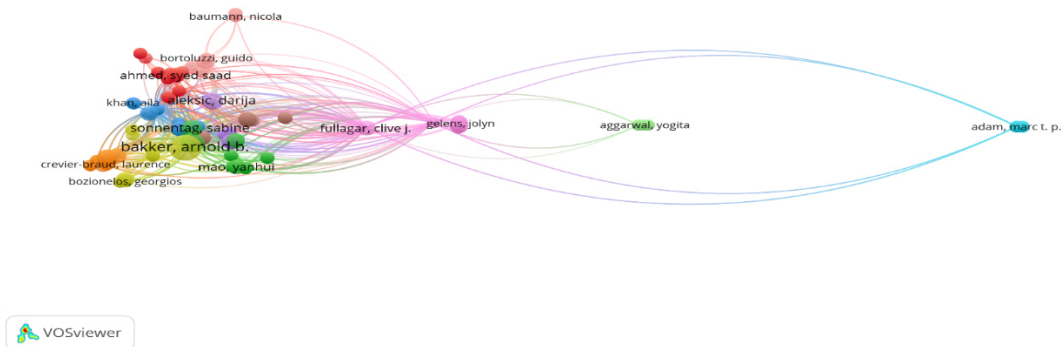 baumann, nicola
bortoluzzi, guido
ahmed, syed saad
khan, aila
aleksic, darija
sonnentag, sabine
fullagar, clive j.
gelens, jolyn
aggarwal, yogita
adam, marc t. p.
bakker, arnold b.
crevier-braud, laurence
mao, yanhui
bozionelos, georgios
VOSviewer